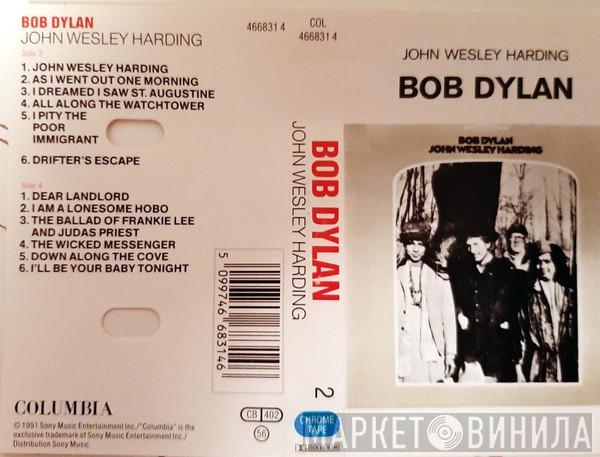 BOB DYLAN
JOHN WESLEY HARDING
Side 3
1. JOHN WESLEY HARDING
2. AS I WENT OUT ONE MORNING
3. I DREAMED I SAW ST. AUGUSTINE
4. ALL ALONG THE WATCHTOWER
5. I PITY THE
POOR
IMMIGRANT
6. DRIFTER'S ESCAPE
Side 4
1. DEAR LANDLORD
2. I AM A LONESOME HOBO
3. THE BALLAD OF FRANKIE LEE
AND JUDAS PRIEST
4. THE WICKED MESSENGER
5. DOWN ALONG THE COVE
6. I'LL BE YOUR BABY TONIGHT
COLUMBIA
© 1991 Sony Music Entertainment Inc./"Columbia" is the
exclusive trademark of Sony Music Entertainment Inc./
Distribution Sony Music
466831 4
5 099746 683146
CB 402
56
COL
466831 4
BOB DYLAN
JOHN WESLEY HARDING
2
CHROME
TAPE
JOHN WESLEY HARDING
BOB DYLAN
BOB DYLAN
JOHN WESLEY HARDING
МАРКЕТ ВИНИЛА